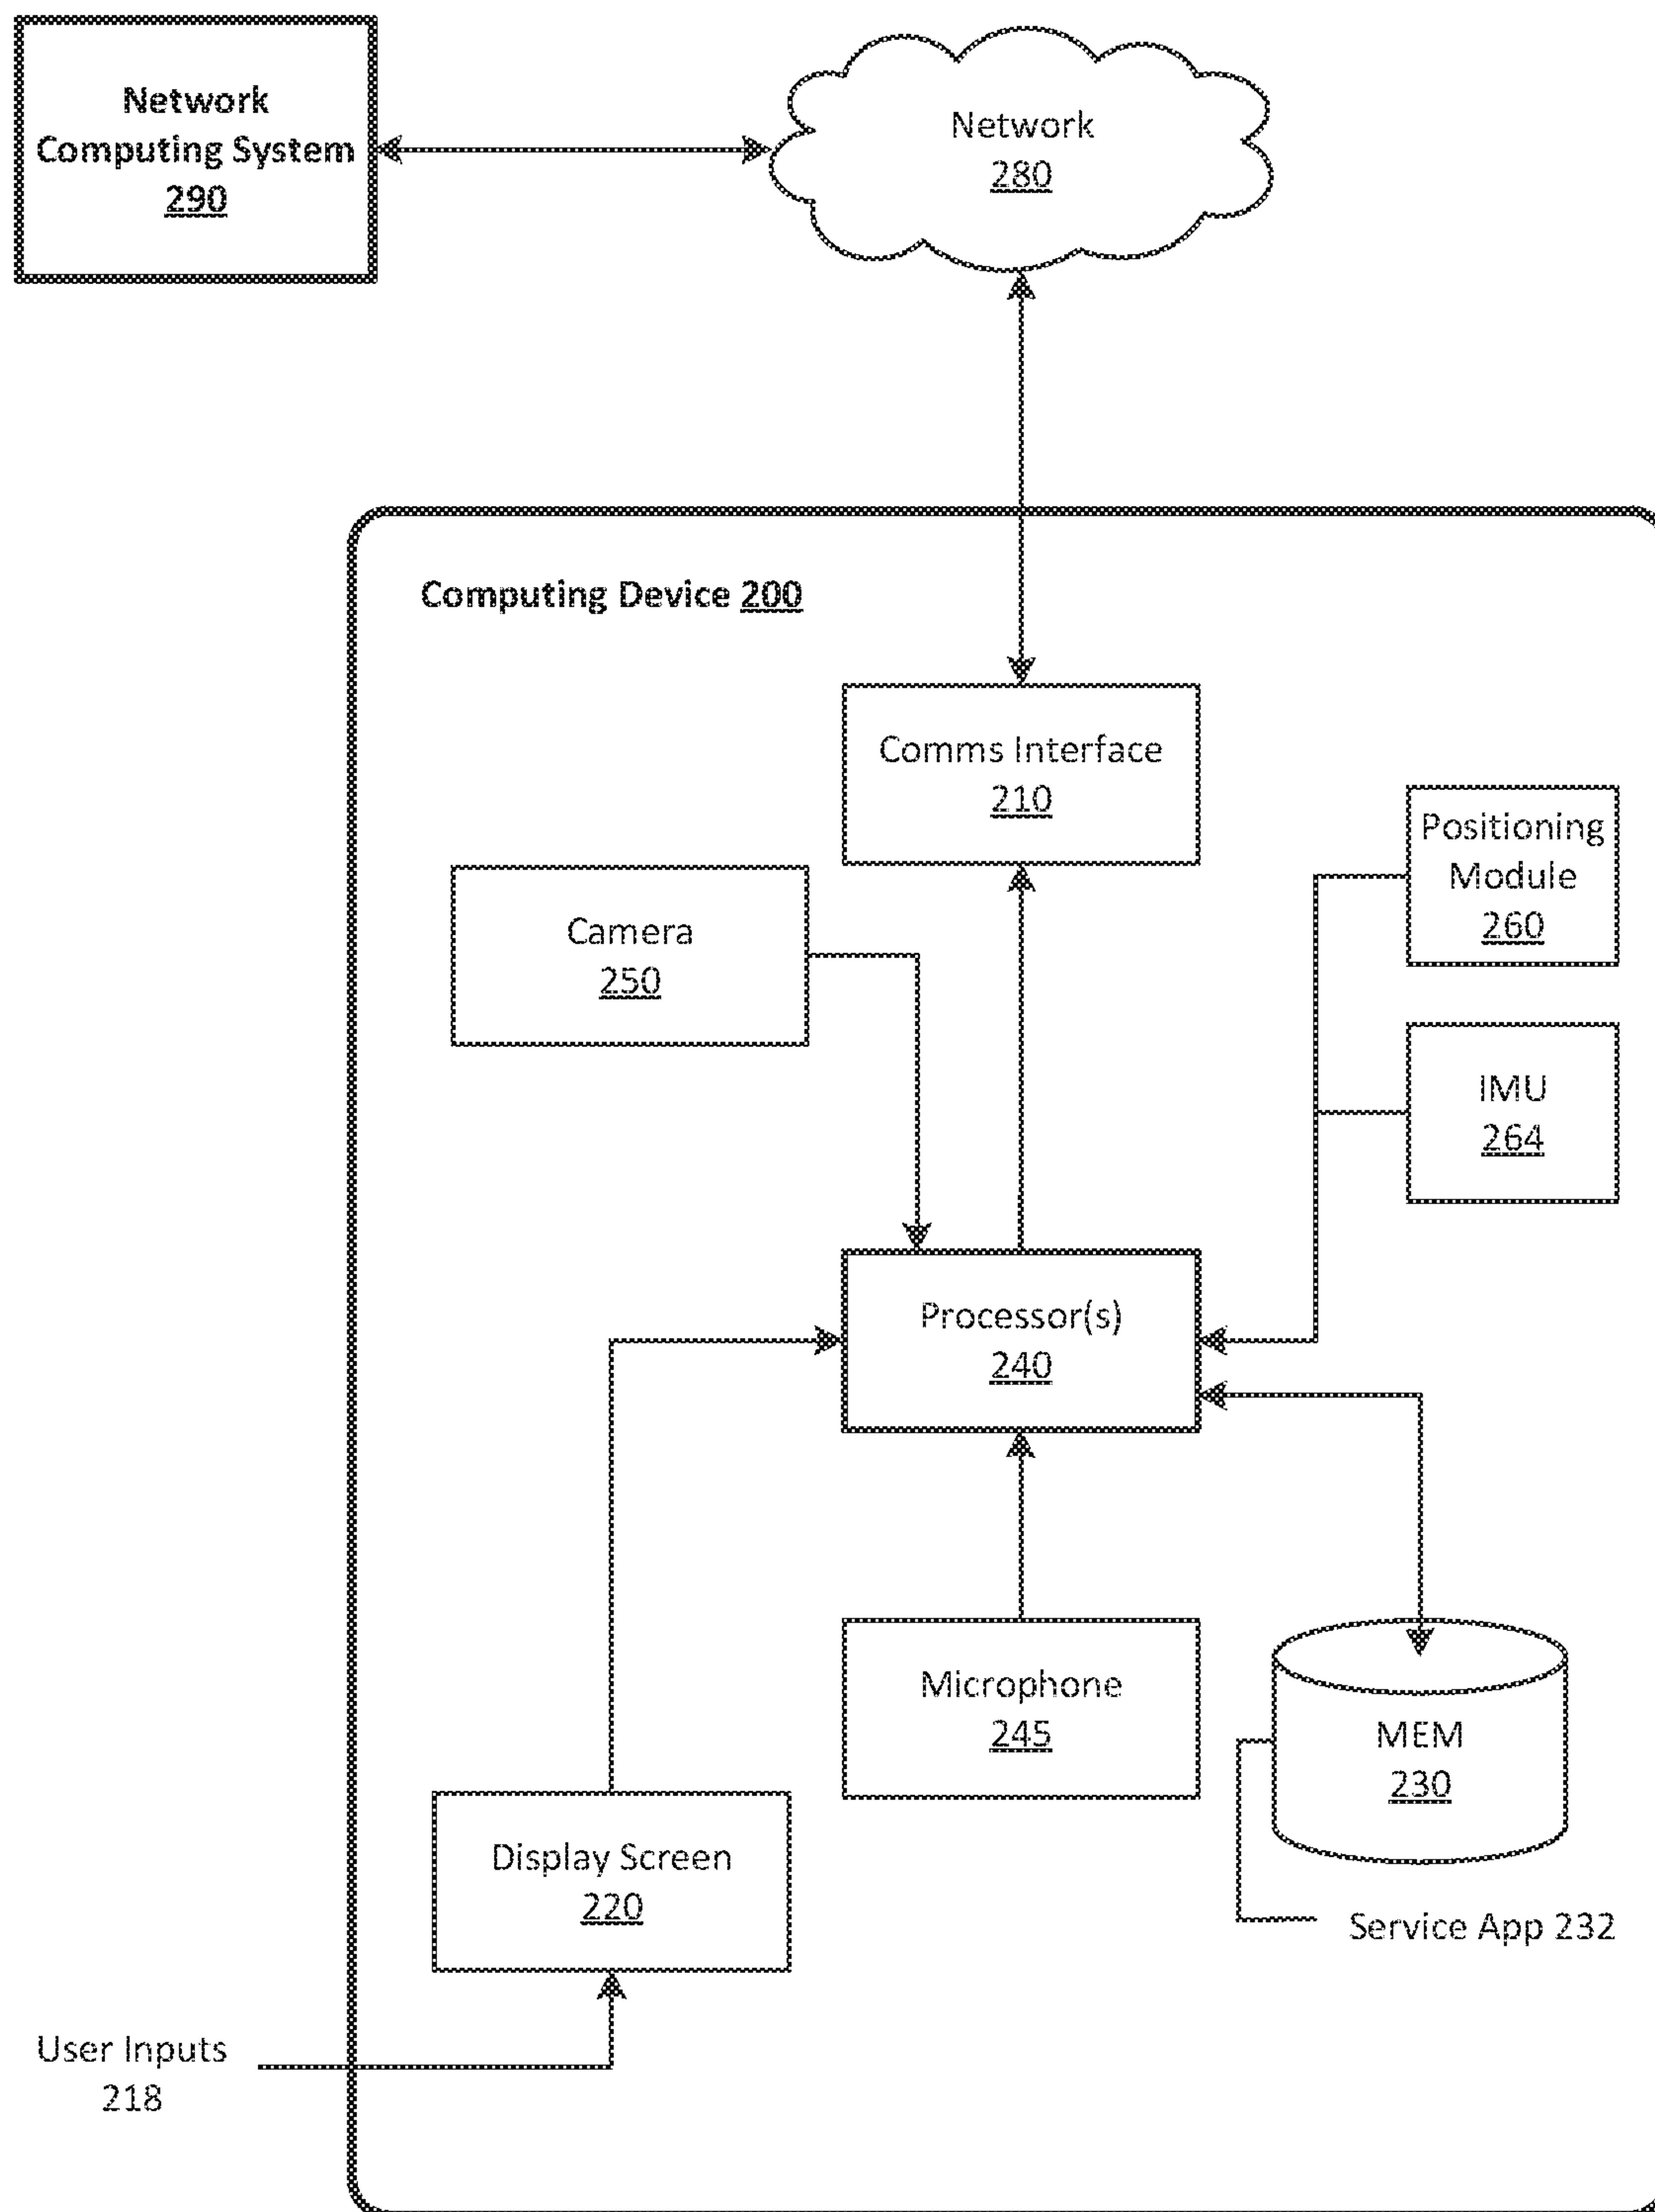 Network
Computing System
290
Network
280
Computing Device 200
Comms Interface
210
Positioning
Module
260
Camera
250
IMU
264
Processor(s)
240
Microphone
245
MEM
230
Display Screen
220
Service App 232
User Inputs
218